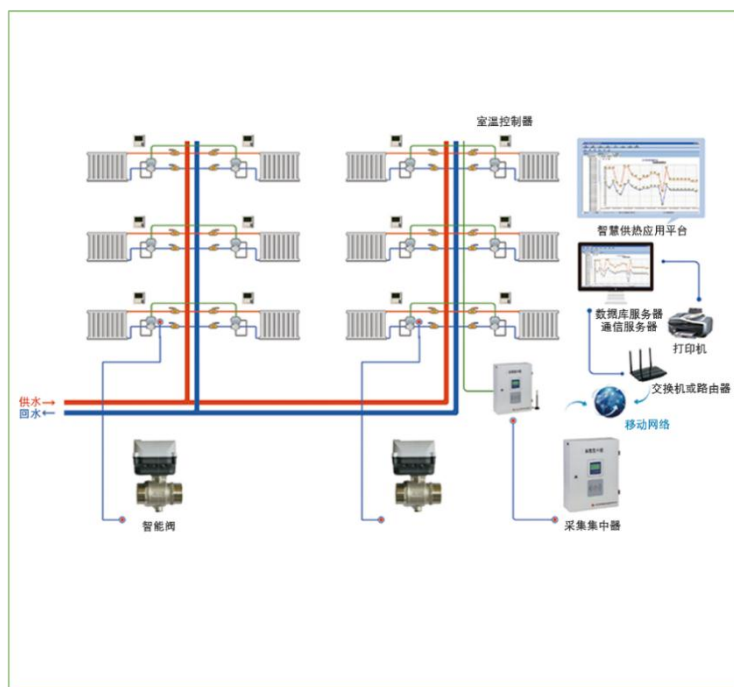 室温控制器
智慧供热应用平台
数据库服务器
通信服务器
打印机
交换机或路由器
供水→
回水←
移动网络
智能阀
采集集中器